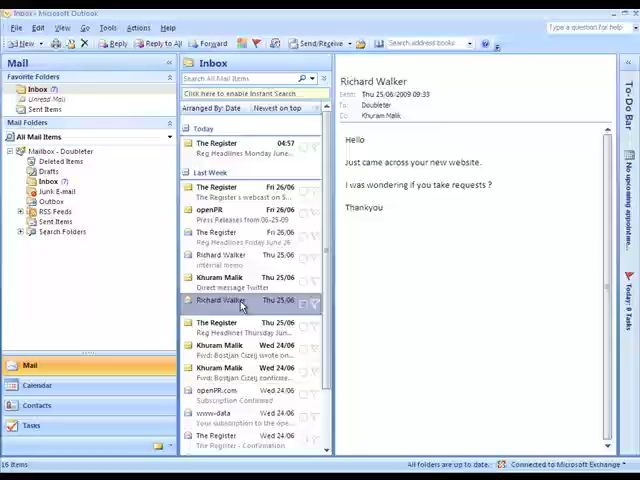 Inbox - Microsoft Outlook
File Edit View Go Tools Actions Help
Type a question for help
New Reply Reply to All Forward Send/Receive Search address books
Mail
Favorite Folders
Inbox (7)
Unread Mail
Sent Items
Mail Folders
All Mail Items
Mailbox - Doubleter
Deleted Items
Drafts
Inbox (7)
Junk E-mail
Outbox
RSS Feeds
Sent Items
Search Folders
Mail
Calendar
Contacts
Tasks
Inbox
Search All Mail Items
Click here to enable Instant Search
Arranged By: Date Newest on top
Today
The Register 04:57
Reg Headlines Monday June...
Last Week
The Register Fri 26/06
The Register's webcast on S...
openPR Fri 26/06
Press Releases from 06-25-09
The Register Fri 26/06
Reg Headlines Friday June 26
Richard Walker Thu 25/06
internal memo
Khuram Malik Thu 25/06
Direct message Twitter
Richard Walker Thu 25/06
The Register Thu 25/06
Reg Headlines Thursday Jun...
Khuram Malik Wed 24/06
Fwd: Bostjan Cizelj wrote on...
Khuram Malik Wed 24/06
Fwd: Bostjan Cizelj confirme...
openPR.com Wed 24/06
Subscription Confirmed
www-data Wed 24/06
Your subscription to the ope...
The Register Wed 24/06
The Register - Confirmation
Richard Walker
Sent: Thu 25/06/2009 09:33
To: Doubleter
Cc: Khuram Malik
Hello
Just came across your new website.
I was wondering if you take requests ?
Thankyou
To-Do Bar
No upcoming appointme...
Today: 9 Tasks
16 Items
All folders are up to date. Connected to Microsoft Exchange